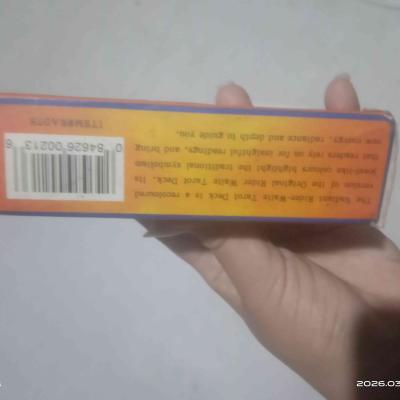 The Radiant Rider-Waite Tarot Deck is a recoloured
version of the Original Rider Waite Tarot Deck. Its
jewel-like colours highlight the traditional symbolism
that readers rely on for insightful readings, and bring
new energy, radiance and depth to guide you.
0 84626 00213 6
ITEM#RAD78
2026.03